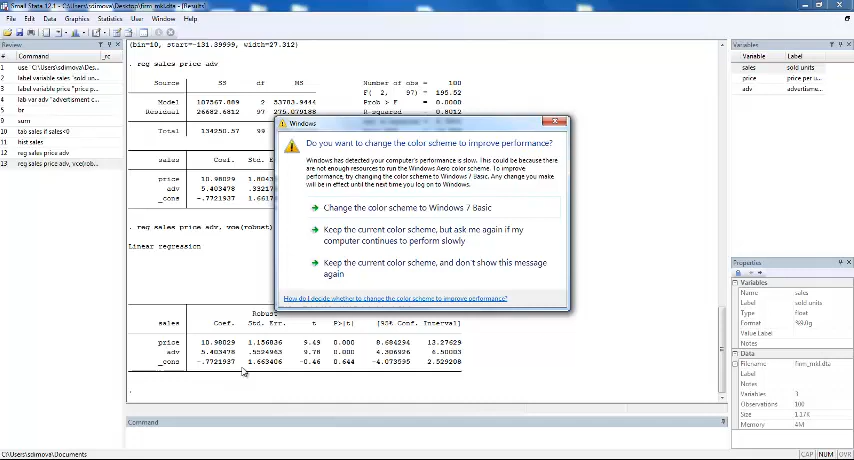 Small Stata 12.1 - C:\Users\sdimova\Desktop\firm_mkl.dta - [Results]
File Edit Data Graphics Statistics User Window Help
Review
# Command _rc
1 use "C:\Users\sdimova\Des...
2 label variable sales "sold un...
3 label variable price "price p...
4 lab var adv "advertisment c...
5 br
6 sum
10 tab sales if sales<0
11 hist sales
12 reg sales price adv
13 reg sales price adv, vce(rob...
(bin=10, start=-131.39999, width=27.312)
. reg sales price adv
Source SS df MS Number of obs = 100
F( 2, 97) = 195.52
Model 107567.889 2 53783.9444 Prob > F = 0.0000
Residual 26682.6812 97 275.079188 R-squared = 0.8012
Total 134250.57 99
sales Coef. Std. E
price 10.98029 1.8043
adv 5.403478 .33217
_cons -.7721937 1.6617
. reg sales price adv, vce(robust)
Linear regression
Robust
sales Coef. Std. Err. t P>|t| [95% Conf. Interval]
price 10.98029 1.156836 9.49 0.000 8.684294 13.27629
adv 5.403478 .5524963 9.78 0.000 4.306926 6.50003
_cons -.7721937 1.663406 -0.46 0.644 -4.073595 2.529208
.
Command
Windows
Do you want to change the color scheme to improve performance?
Windows has detected your computer's performance is slow. This could be because there
are not enough resources to run the Windows Aero color scheme. To improve
performance, try changing the color scheme to Windows 7 Basic. Any change you make
will be in effect until the next time you log on to Windows.
Change the color scheme to Windows 7 Basic
Keep the current color scheme, but ask me again if my
computer continues to perform slowly
Keep the current color scheme, and don't show this message
again
How do I decide whether to change the color scheme to improve performance?
Variables
Variable Label
sales sold units
price price per u...
adv advertisme...
Properties
Variables
Name sales
Label sold units
Type float
Format %9.0g
Value Label
Notes
Data
Filename firm_mkl.dta
Label
Notes
Variables 3
Observations 100
Size 1.17K
Memory 4M
C:\Users\sdimova\Documents
CAP NUM OVR